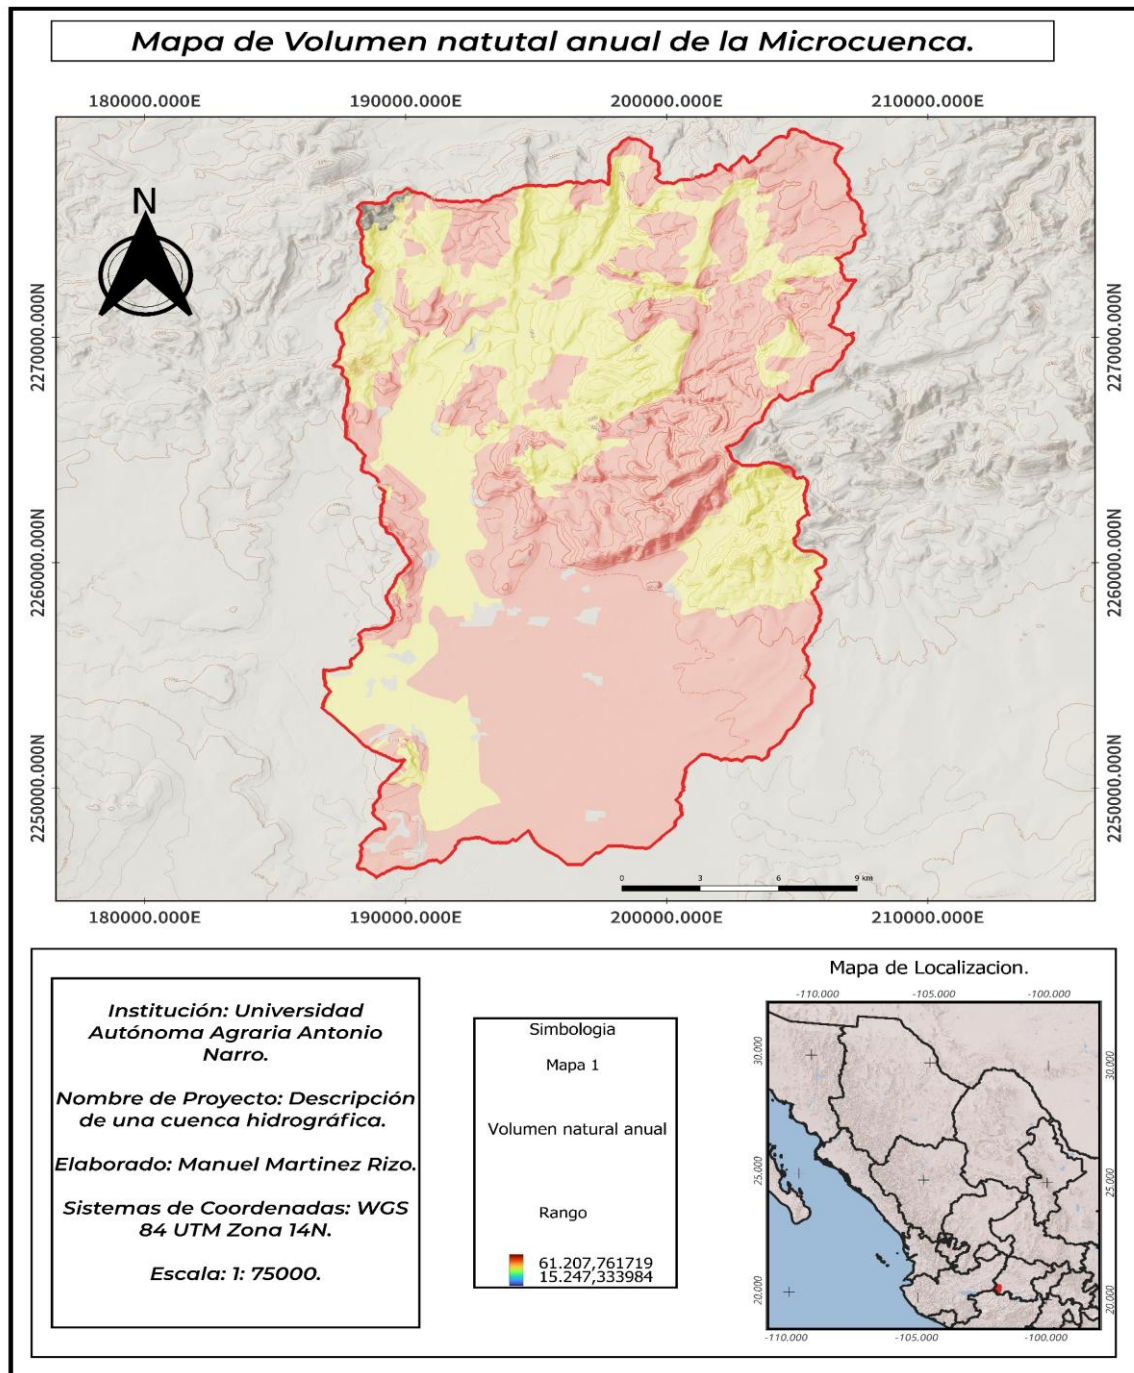 Mapa de Volumen natutal anual de la Microcuenca.
180000.000E 190000.000E 200000.000E 210000.000E
N
2270000.000N 2270000.000N
2260000.000N 2260000.000N
2250000.000N 2250000.000N
0 3 6 9 km
180000.000E 190000.000E 200000.000E 210000.000E
Institución: Universidad
Autónoma Agraria Antonio
Narro.
Nombre de Proyecto: Descripción
de una cuenca hidrográfica.
Elaborado: Manuel Martinez Rizo.
Sistemas de Coordenadas: WGS
84 UTM Zona 14N.
Escala: 1: 75000.
Simbologia
Mapa 1
Volumen natural anual
Rango
61.207,761719
15.247,333984
Mapa de Localizacion.
-110.000 -105.000 -100.000
30.000 30.000
25.000 25.000
20.000 20.000
-110.000 -105.000 -100.000